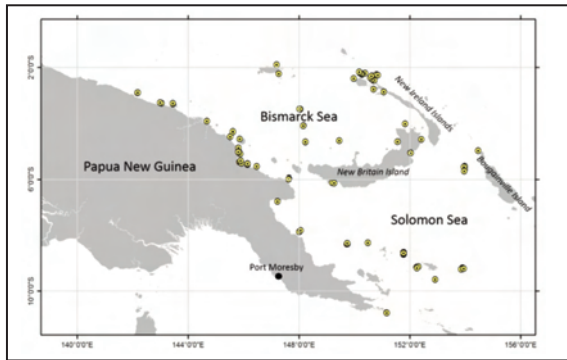 2°0'0"S
New Ireland Islands
Bismarck Sea
Papua New Guinea
6°0'0"S
New Britain Island
Bougainville Island
Solomon Sea
Port Moresby
10°0'0"S
140°0'0"E 144°0'0"E 148°0'0"E 152°0'0"E 156°0'0"E